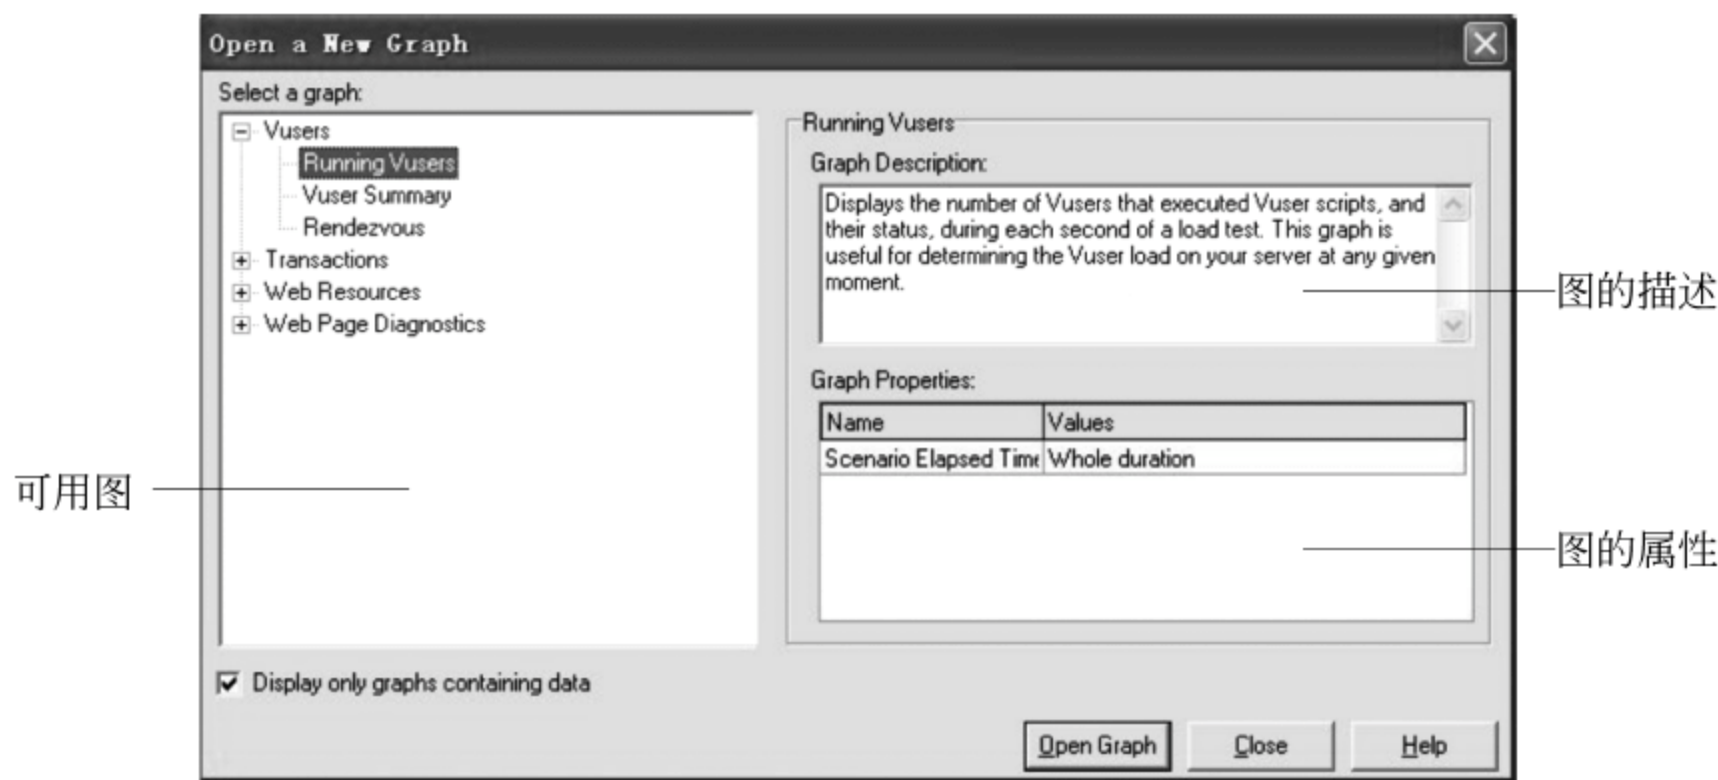 Open a New Graph
Select a graph:
Vusers
Running Vusers
Vuser Summary
Rendezvous
Transactions
Web Resources
Web Page Diagnostics
Running Vusers
Graph Description:
Displays the number of Vusers that executed Vuser scripts, and
their status, during each second of a load test. This graph is
useful for determining the Vuser load on your server at any given
moment.
图的描述
Graph Properties:
Name Values
Scenario Elapsed Time Whole duration
可用图
图的属性
Display only graphs containing data
Open Graph Close Help